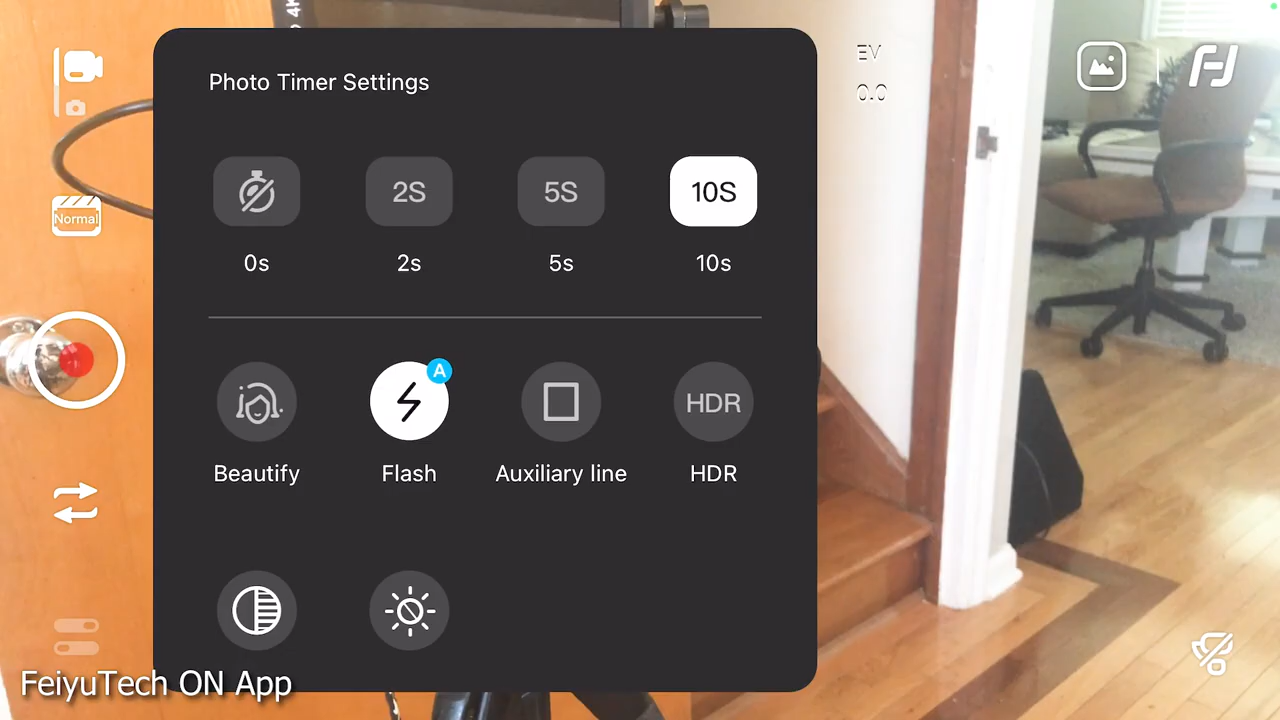 4K
Photo Timer Settings
EV
0.0
2S
5S
10S
0s
2s
5s
10s
Normal
A
HDR
Beautify
Flash
Auxiliary line
HDR
FeiyuTech ON App